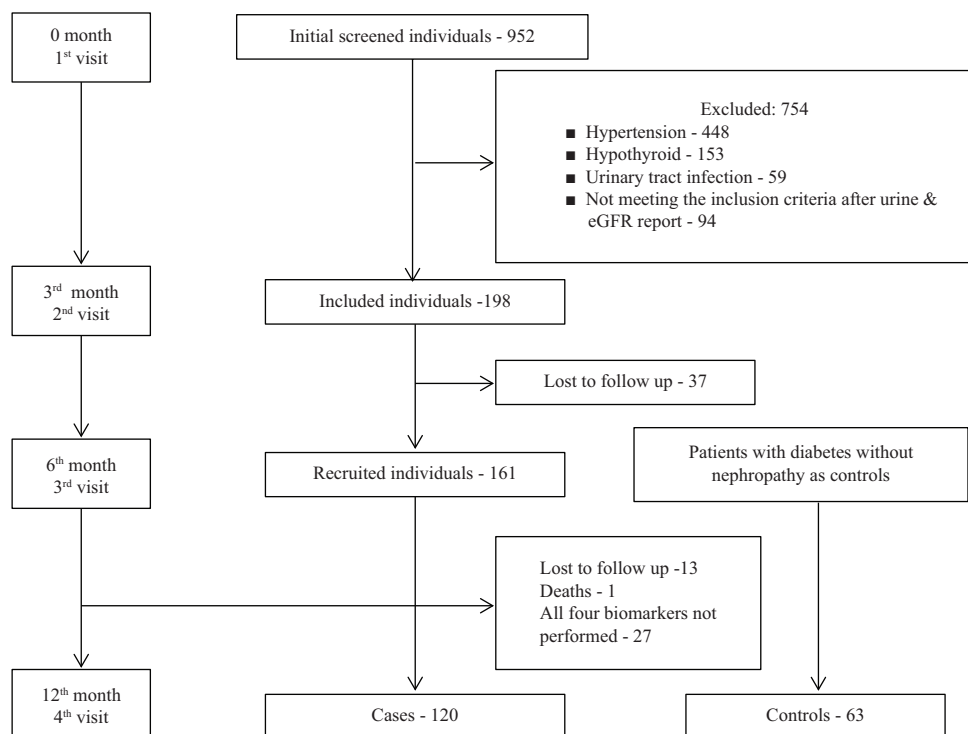 0 month
1st visit
Initial screened individuals - 952
Excluded: 754
■ Hypertension - 448
■ Hypothyroid - 153
■ Urinary tract infection - 59
■ Not meeting the inclusion criteria after urine &
eGFR report - 94
3rd month
2nd visit
Included individuals -198
Lost to follow up - 37
6th month
3rd visit
Recruited individuals - 161
Patients with diabetes without
nephropathy as controls
Lost to follow up -13
Deaths - 1
All four biomarkers not
performed - 27
12th month
4th visit
Cases - 120
Controls - 63